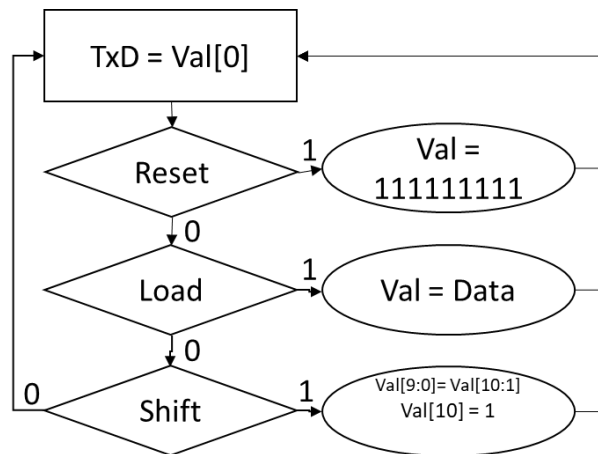 TxD = Val[0]
Reset
1
Val =
111111111
0
Load
1
Val = Data
0
0
Shift
1
Val[9:0]= Val[10:1]
Val[10] = 1